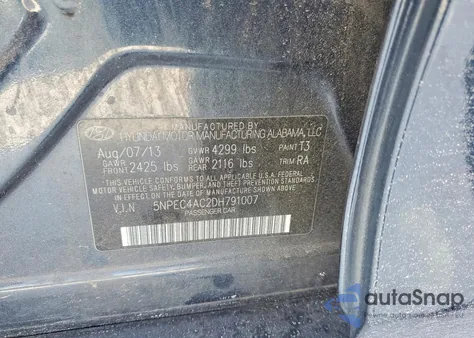 MANUFACTURED BY
HYUNDAI MOTOR MANUFACTURING ALABAMA, LLC
Aug/07/13 GVWR 4299 lbs PAINT T3
GAWR FRONT 2425 lbs GAWR REAR 2116 lbs TRIM RA
THIS VEHICLE CONFORMS TO ALL APPLICABLE FEDERAL
MOTOR VEHICLE SAFETY, BUMPER, AND THEFT PREVENTION STANDARDS
IN EFFECT ON THE DATE OF MANUFACTURE SHOWN ABOVE.
V.I.N 5NPEC4AC2DH791007
PASSENGER CAR
autoSnap